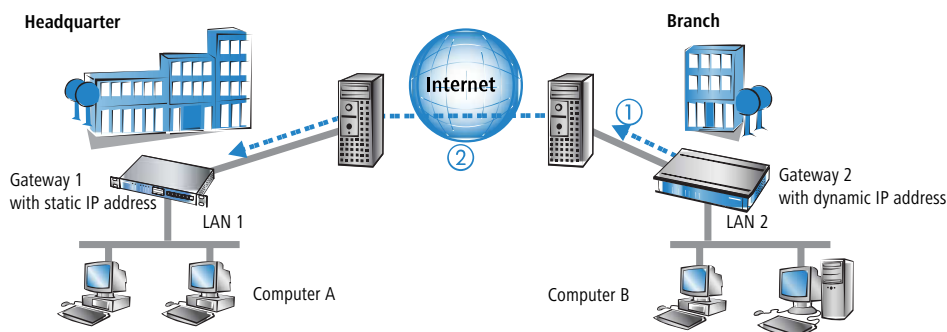 Headquarter
Branch
Internet
①
②
Gateway 1
with static IP address
Gateway 2
with dynamic IP address
LAN 1
LAN 2
Computer A
Computer B